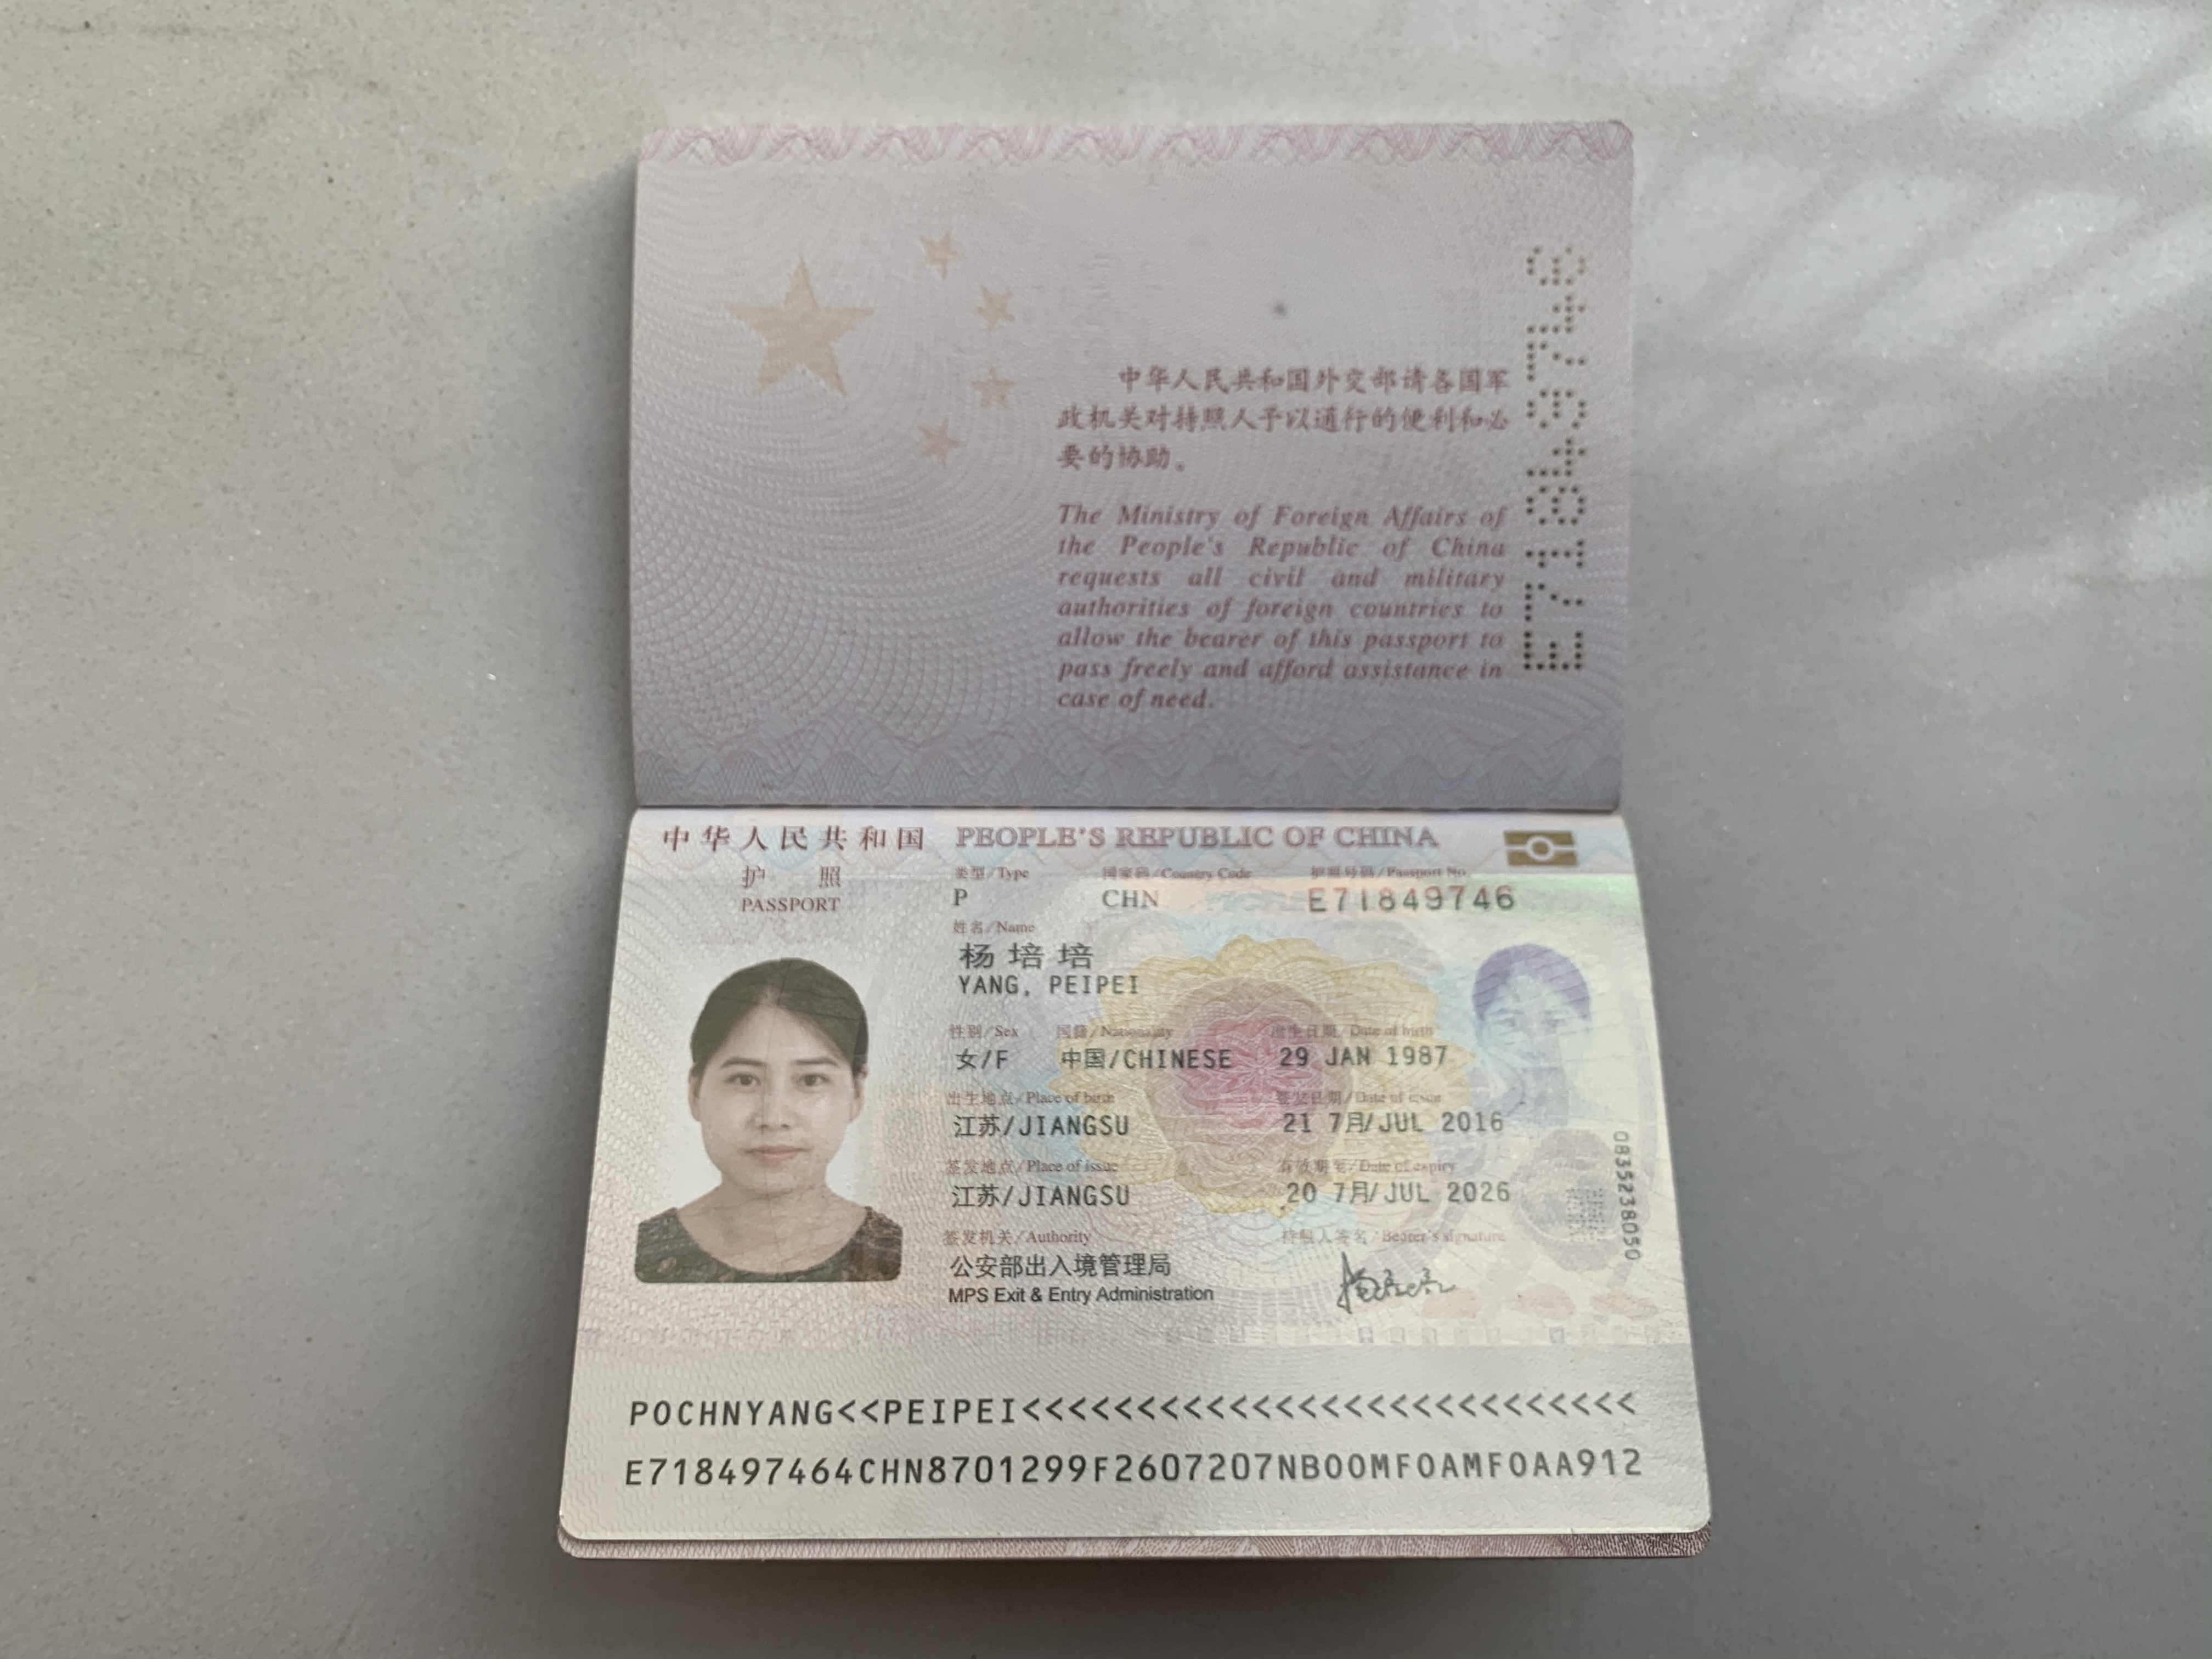 中华人民共和国外交部请各国军
政机关对持照人予以通行的便利和必
要的协助。
The Ministry of Foreign Affairs of
the People's Republic of China
requests all civil and military
authorities of foreign countries to
allow the bearer of this passport to
pass freely and afford assistance in
case of need.
E71849746
中华人民共和国 PEOPLE'S REPUBLIC OF CHINA
护照
PASSPORT
类型/Type 国家码/Country Code 护照号码/Passport No.
P CHN E71849746
姓名/Name
杨培培
YANG, PEIPEI
性别/Sex 国籍/Nationality 出生日期/Date of birth
女/F 中国/CHINESE 29 JAN 1987
出生地点/Place of birth 签发日期/Date of issue
江苏/JIANGSU 21 7月/JUL 2016
签发地点/Place of issue 有效期至/Date of expiry
江苏/JIANGSU 20 7月/JUL 2026
签发机关/Authority 持照人签名/Bearer's signature
公安部出入境管理局
MPS Exit & Entry Administration
0835238050
POCHNYANG<<PEIPEI<<<<<<<<<<<<<<<<<<<<<<<<<<<
E718497464CHN8701299F2607207NBOOMFOAMFOAA912